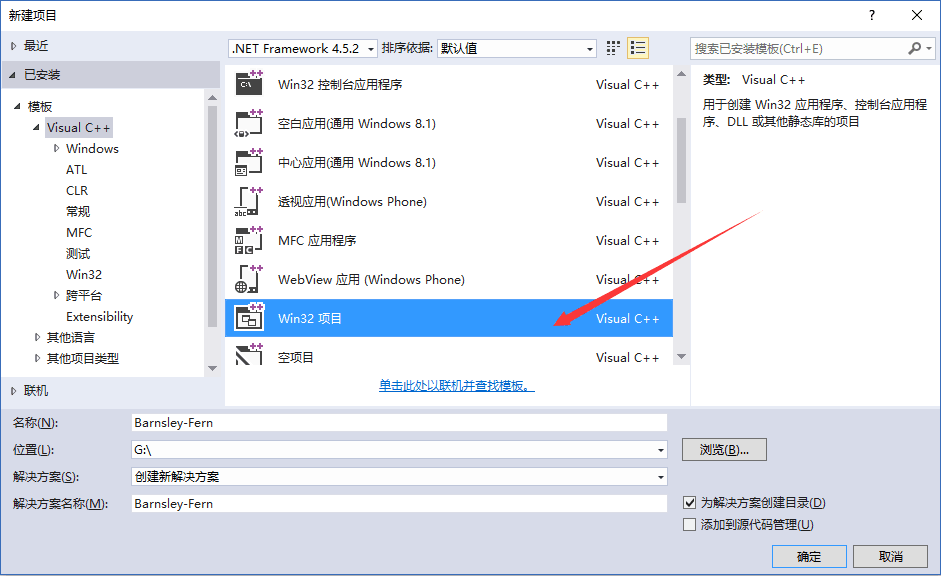 新建项目
?
最近
.NET Framework 4.5.2
排序依据:
默认值
搜索已安装模板(Ctrl+E)
已安装
模板
Visual C++
Windows
ATL
CLR
常规
MFC
测试
Win32
跨平台
Extensibility
其他语言
其他项目类型
联机
Win32 控制台应用程序 Visual C++
空白应用(通用 Windows 8.1) Visual C++
中心应用(通用 Windows 8.1) Visual C++
透视应用(Windows Phone) Visual C++
MFC 应用程序 Visual C++
WebView 应用 (Windows Phone) Visual C++
Win32 项目 Visual C++
空项目 Visual C++
单击此处以联机并查找模板。
类型: Visual C++
用于创建 Win32 应用程序、控制台应用程
序、DLL 或其他静态库的项目
名称(N): Barnsley-Fern
位置(L): G:\
浏览(B)...
解决方案(S): 创建新解决方案
解决方案名称(M): Barnsley-Fern
为解决方案创建目录(D)
添加到源代码管理(U)
确定
取消